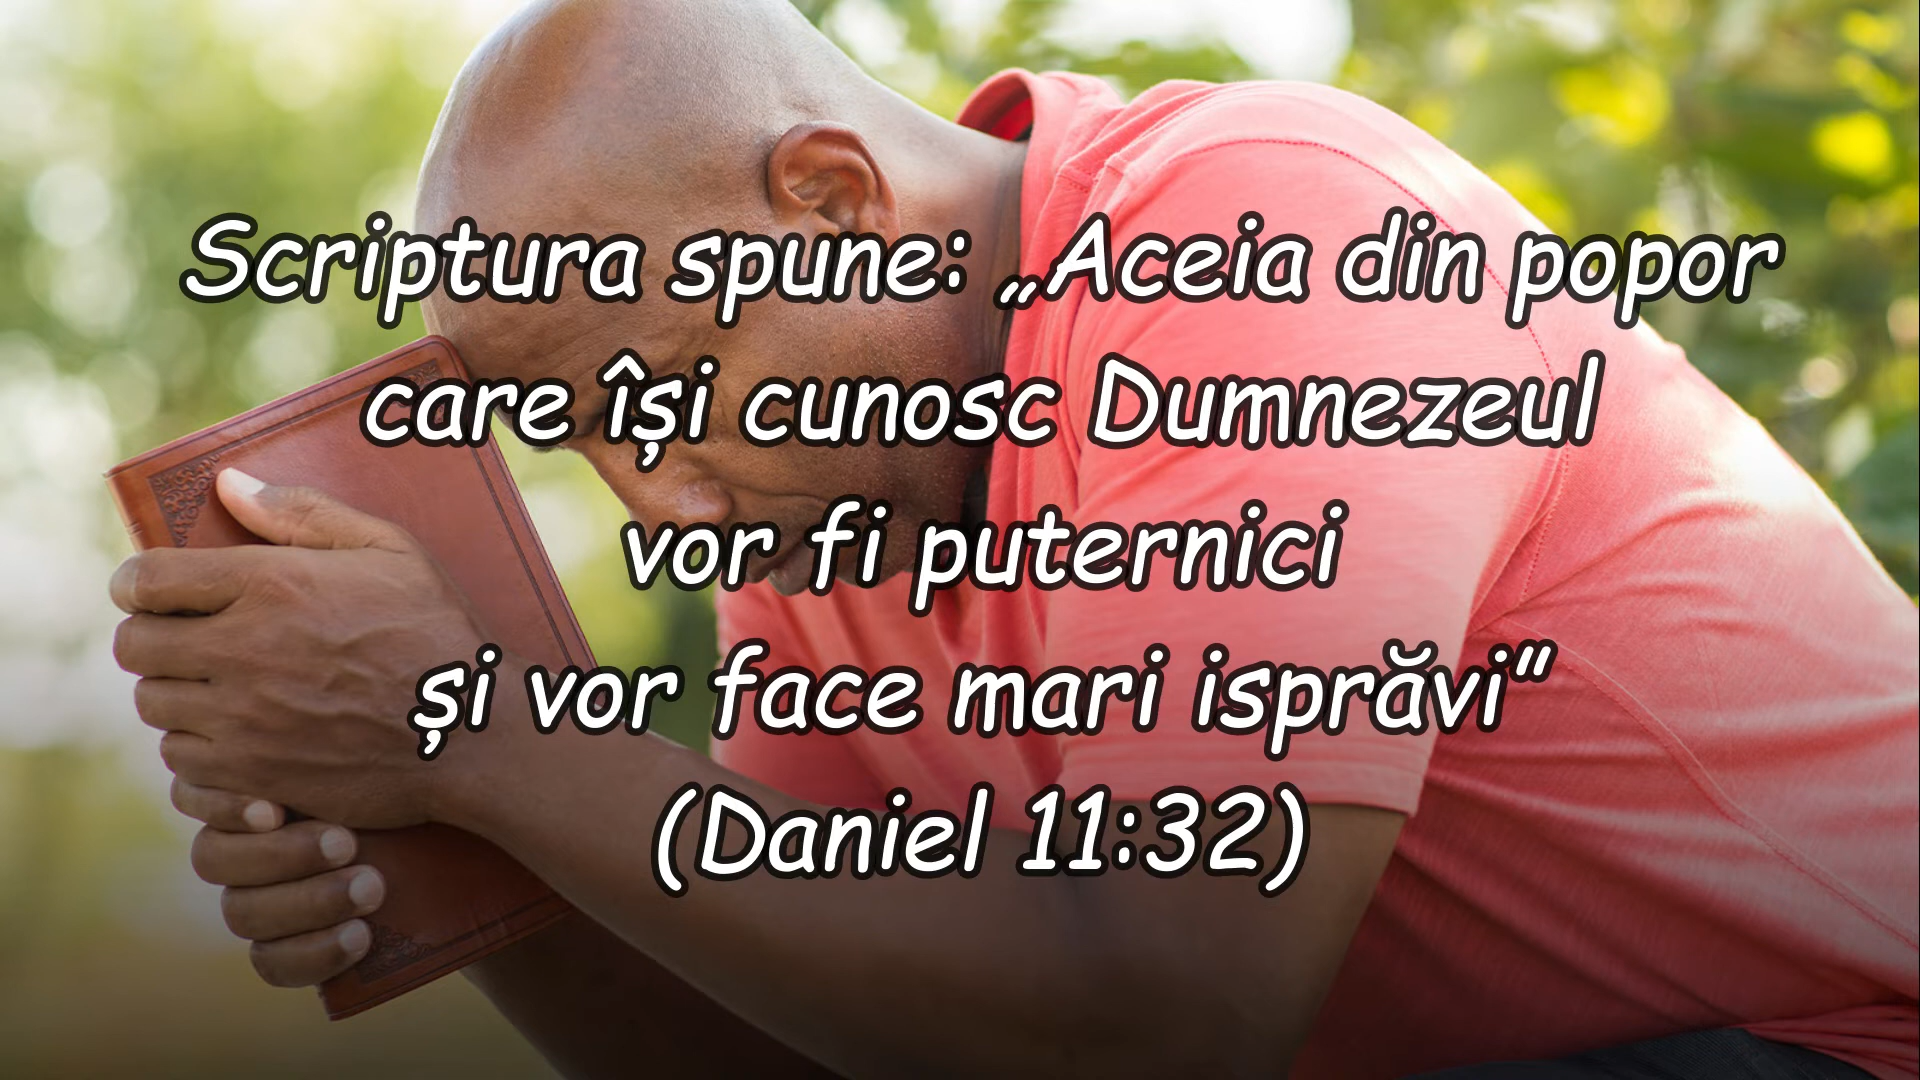 Scriptura spune: „Aceia din popor
care își cunosc Dumnezeul
vor fi puternici
și vor face mari isprăvi”
(Daniel 11:32)